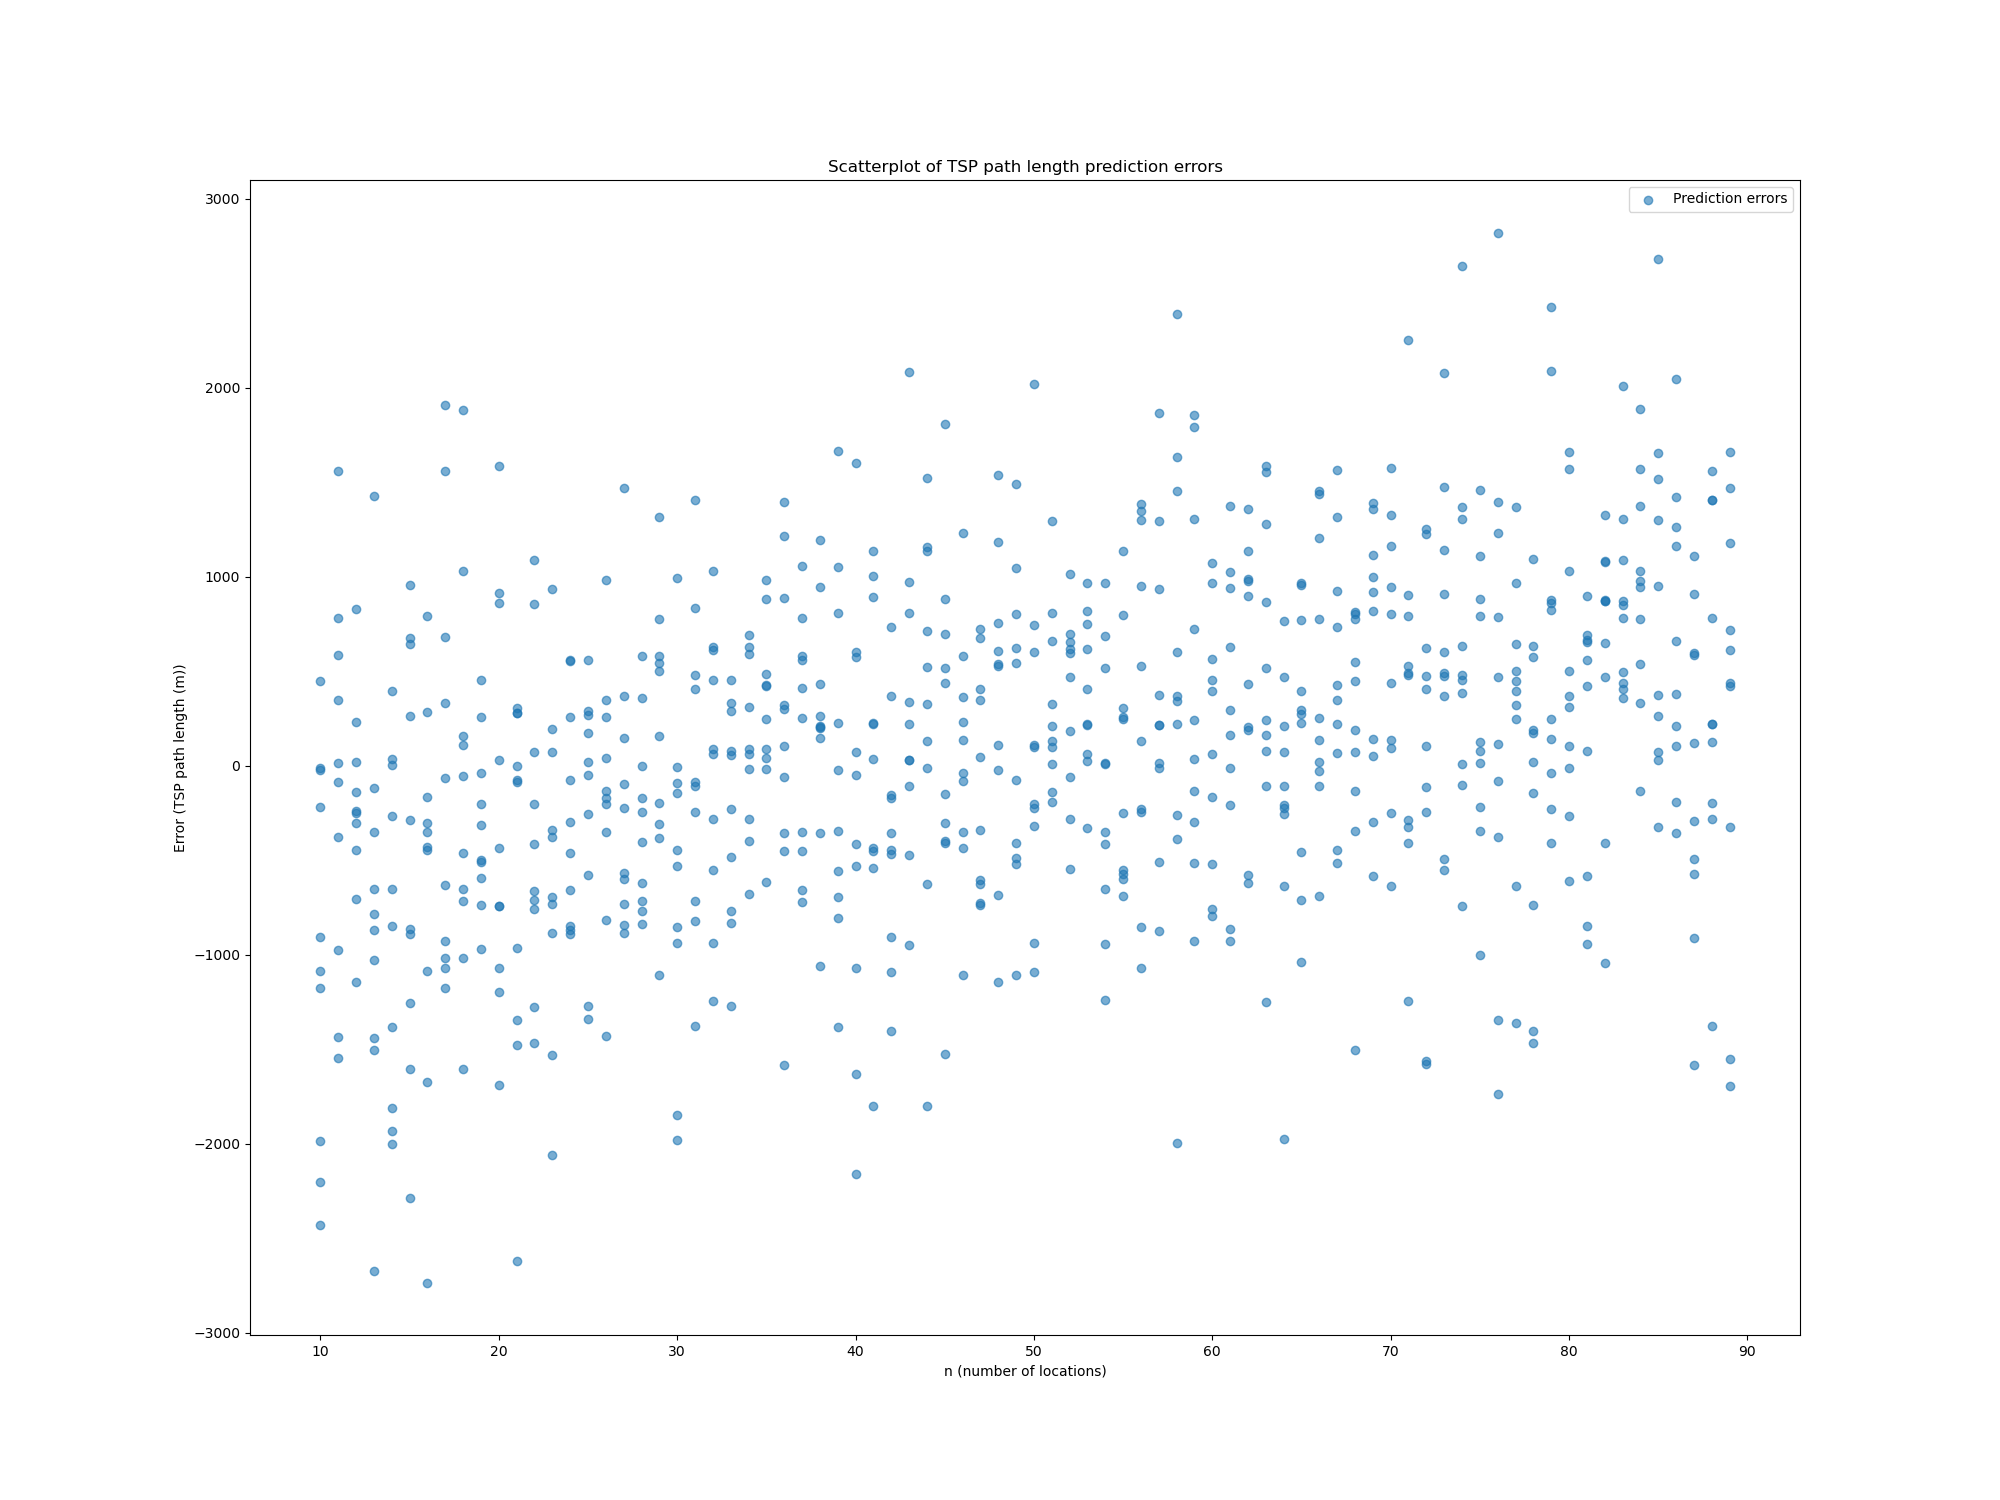 Scatterplot of TSP path length prediction errors
Prediction errors
3000
2000
1000
0
−1000
−2000
−3000
Error (TSP path length (m))
10 20 30 40 50 60 70 80 90
n (number of locations)